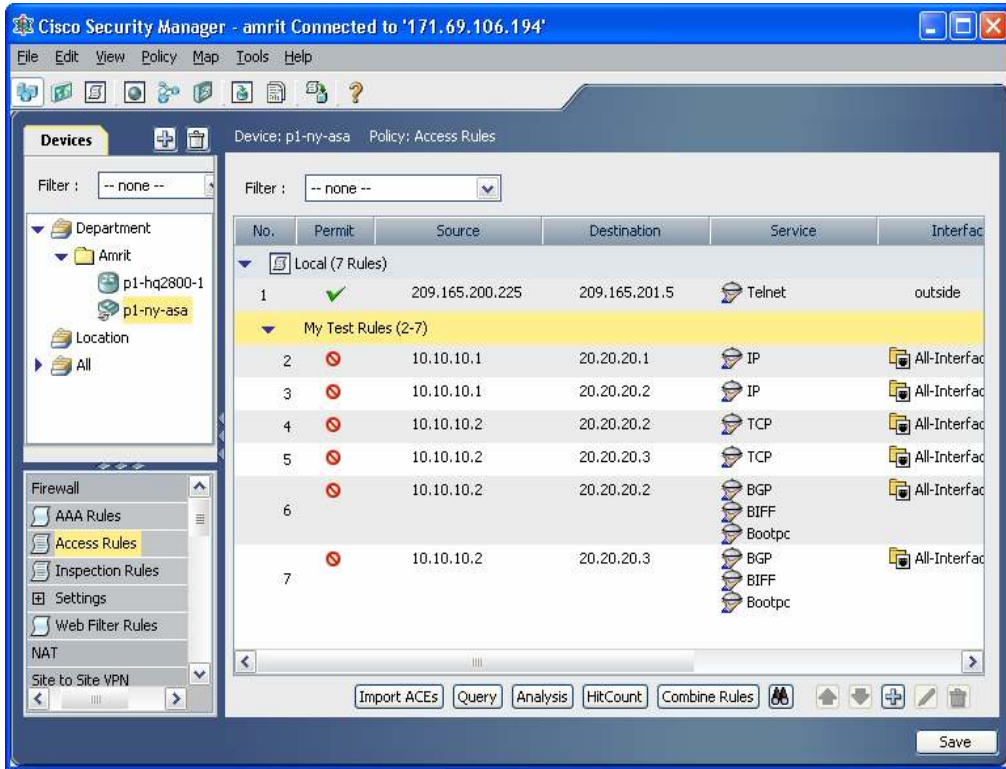 Cisco Security Manager - amrit Connected to '171.69.106.194'
File Edit View Policy Map Tools Help
Devices
Filter : -- none --
Department
Amrit
p1-hq2800-1
p1-ny-asa
Location
All
Firewall
AAA Rules
Access Rules
Inspection Rules
Settings
Web Filter Rules
NAT
Site to Site VPN
Device: p1-ny-asa Policy: Access Rules
Filter : -- none --
No. Permit Source Destination Service Interfac
Local (7 Rules)
1 209.165.200.225 209.165.201.5 Telnet outside
My Test Rules (2-7)
2 10.10.10.1 20.20.20.1 IP All-Interfac
3 10.10.10.1 20.20.20.2 IP All-Interfac
4 10.10.10.2 20.20.20.2 TCP All-Interfac
5 10.10.10.2 20.20.20.3 TCP All-Interfac
6 10.10.10.2 20.20.20.2 BGP All-Interfac
BIFF
Bootpc
7 10.10.10.2 20.20.20.3 BGP All-Interfac
BIFF
Bootpc
Import ACEs Query Analysis HitCount Combine Rules
Save